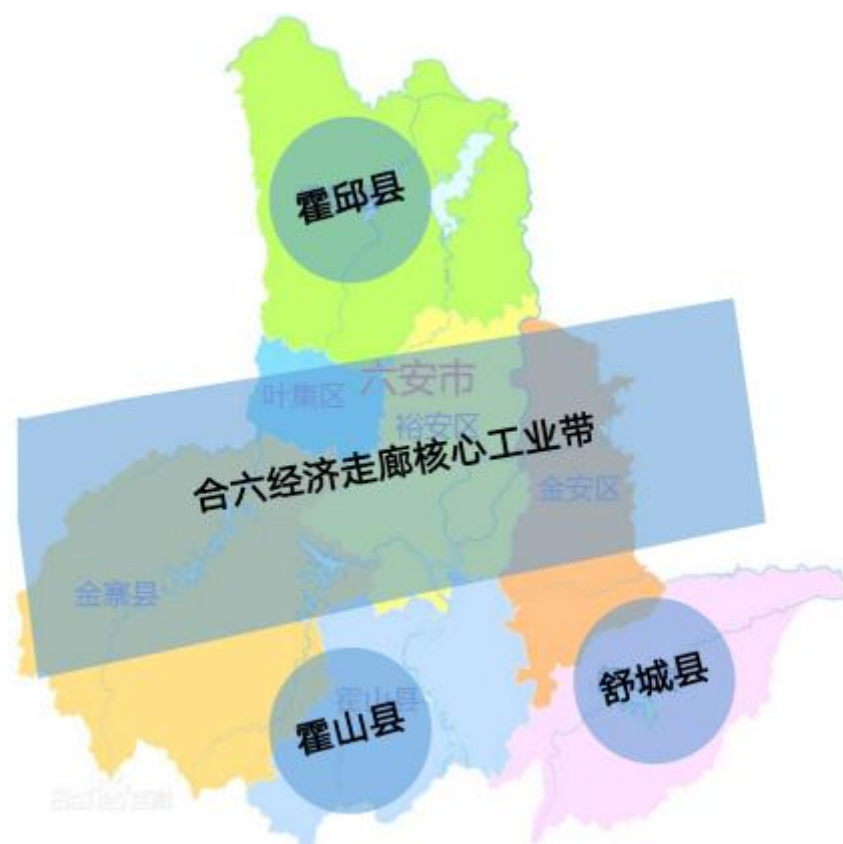 霍邱县
六安市
叶集区
裕安区
合六经济走廊核心工业带
金安区
金寨县
舒城县
霍山县
霍山县